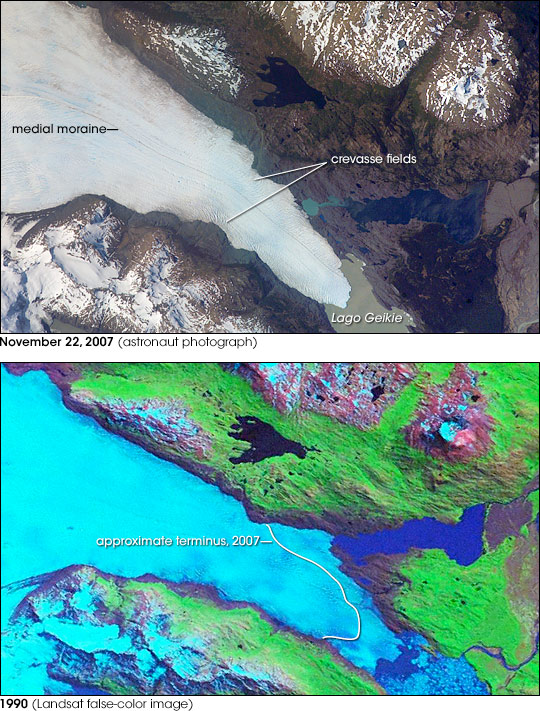 medial moraine
crevasse fields
Lago Geikie
November 22, 2007 (astronaut photograph)
approximate terminus, 2007
1990 (Landsat false-color image)